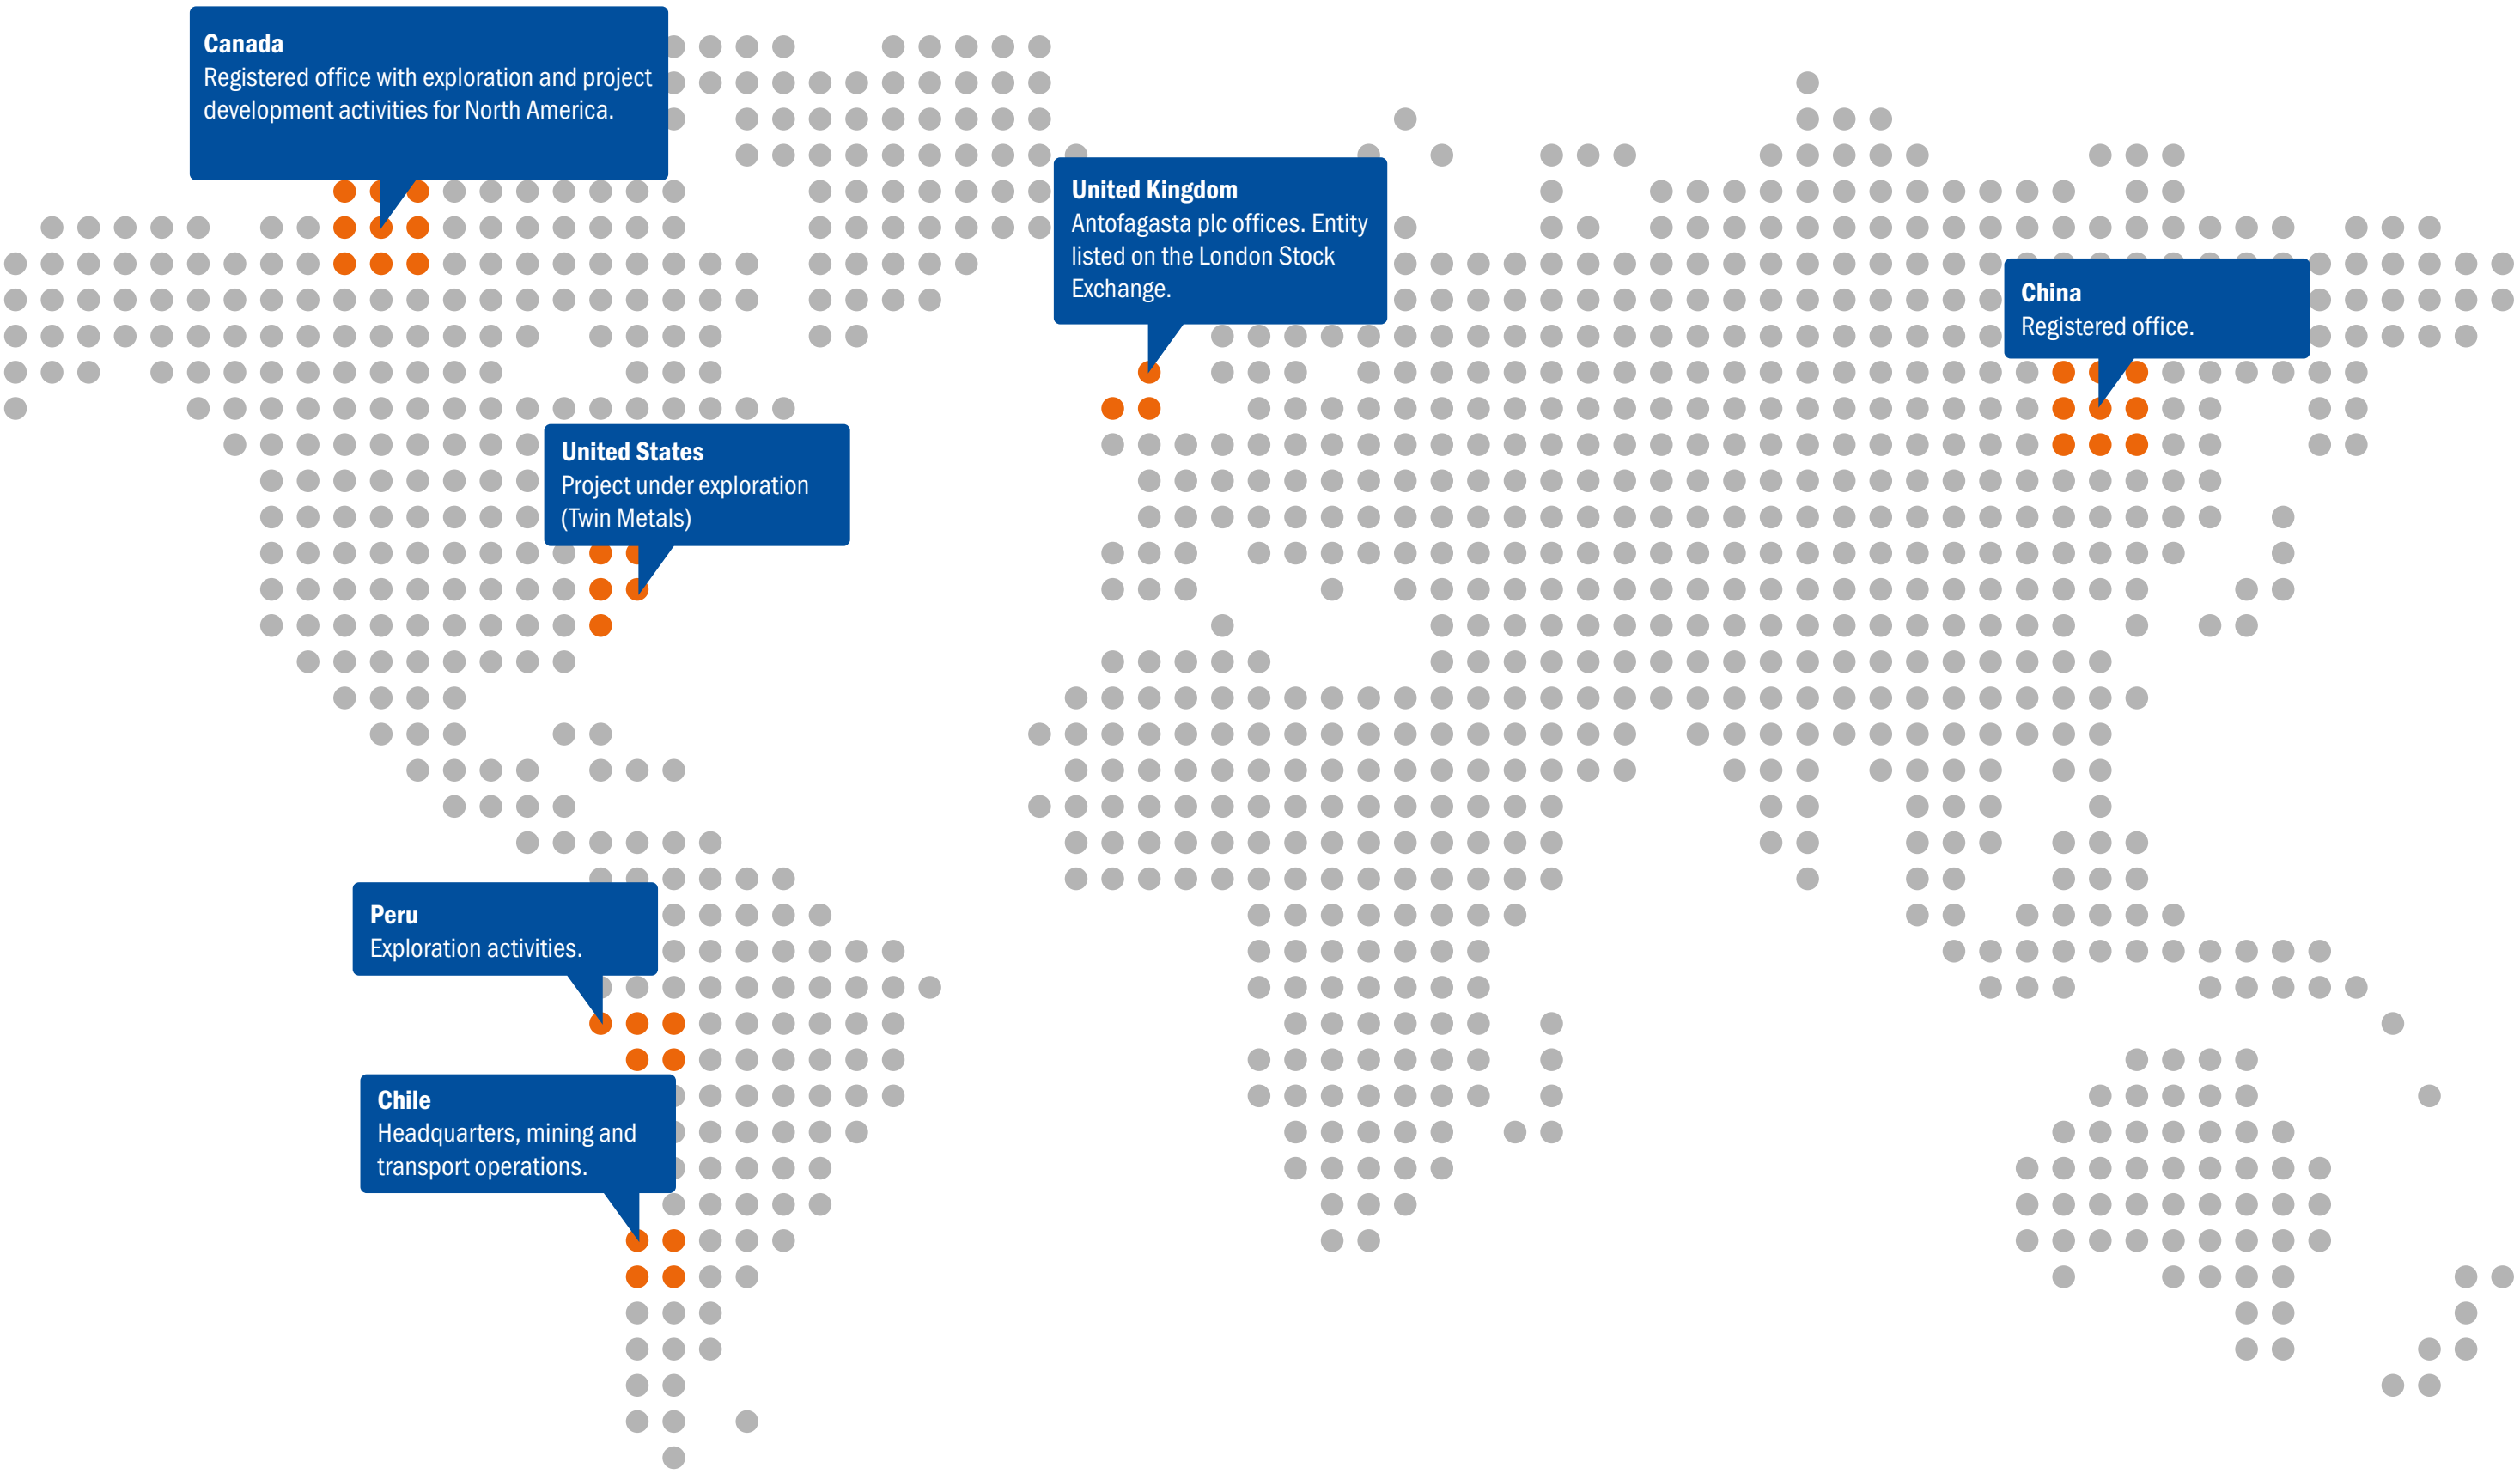 Canada
Registered office with exploration and project
development activities for North America.
United Kingdom
Antofagasta plc offices. Entity
listed on the London Stock
Exchange.
China
Registered office.
United States
Project under exploration
(Twin Metals)
Peru
Exploration activities.
Chile
Headquarters, mining and
transport operations.